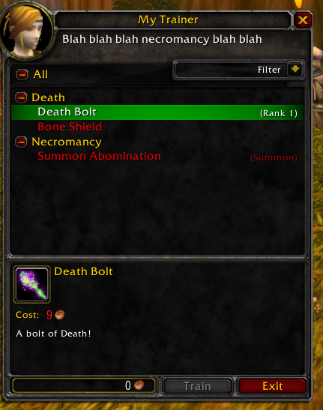 My Trainer
Blah blah blah necromancy blah blah
All
Filter
Death
Death Bolt (Rank 1)
Bone Shield
Necromancy
Summon Abomination (Summon)
Death Bolt
Cost: 9
A bolt of Death!
0 Train Exit